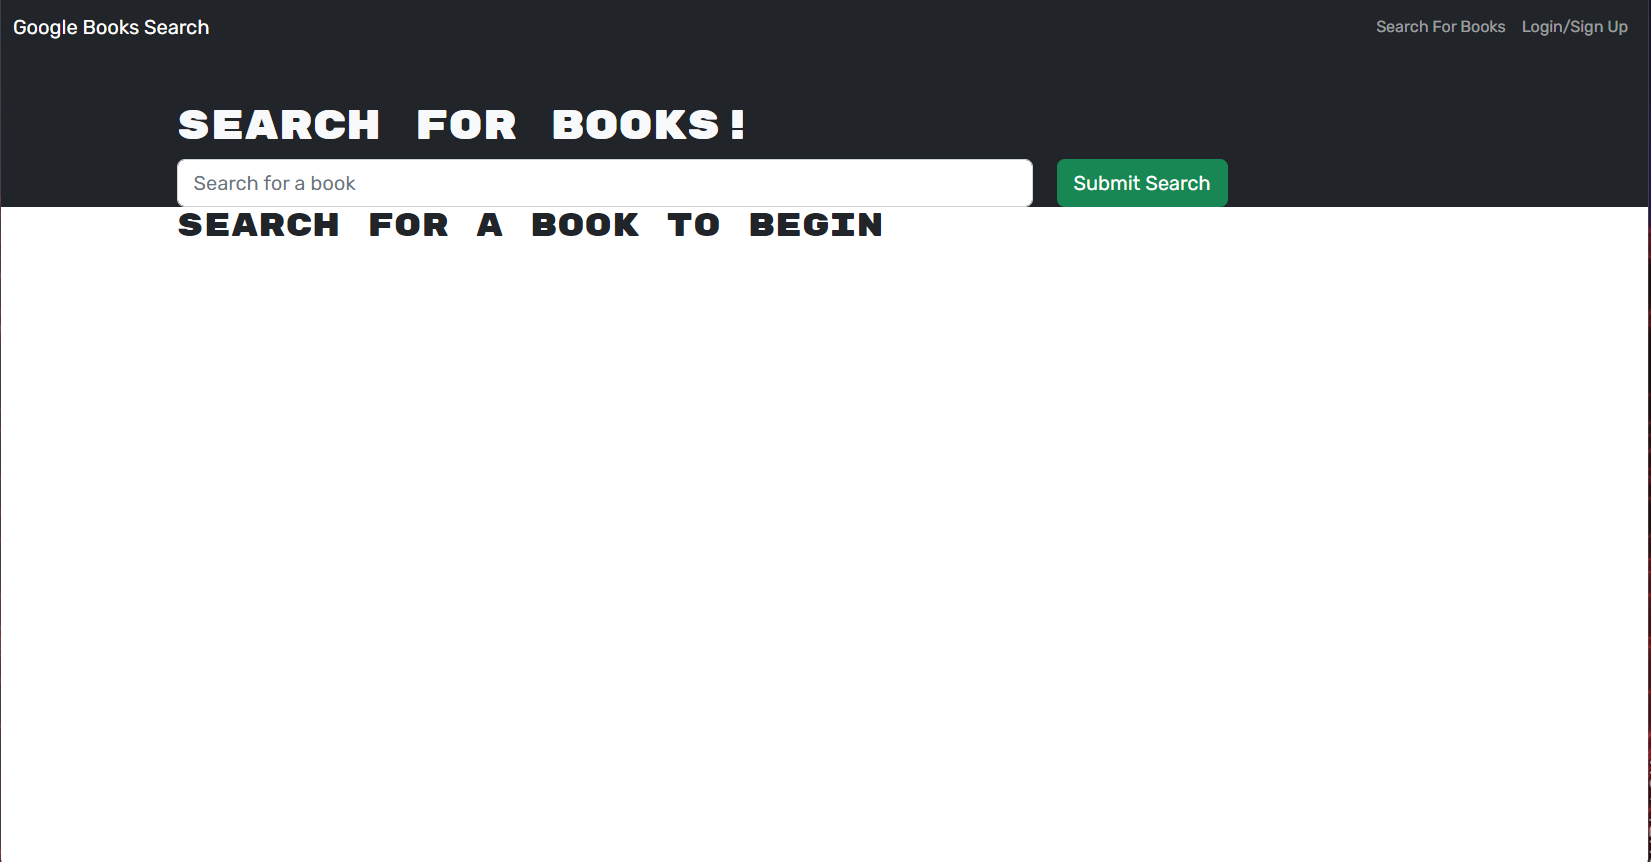 Google Books Search
Search For Books Login/Sign Up
SEARCH FOR BOOKS!
Search for a book
Submit Search
SEARCH FOR A BOOK TO BEGIN